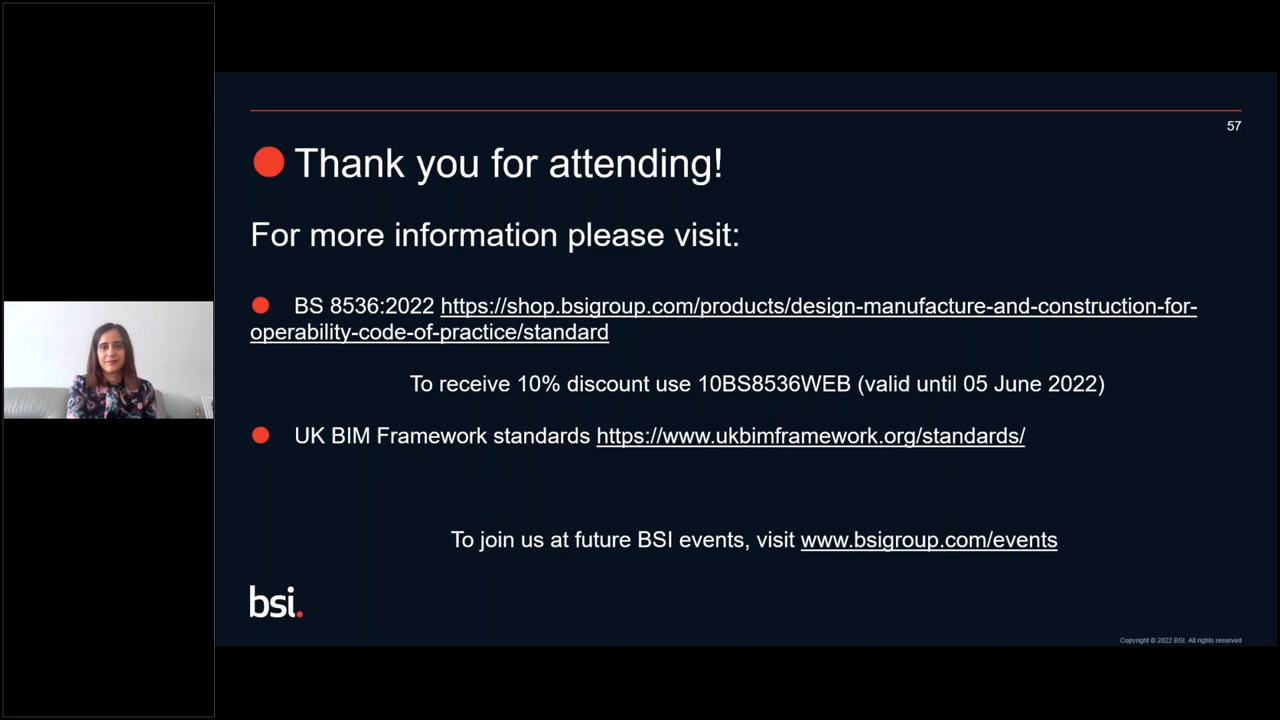 57
Thank you for attending!
For more information please visit:
BS 8536:2022 https://shop.bsigroup.com/products/design-manufacture-and-construction-for-
operability-code-of-practice/standard
To receive 10% discount use 10BS8536WEB (valid until 05 June 2022)
UK BIM Framework standards https://www.ukbimframework.org/standards/
To join us at future BSI events, visit www.bsigroup.com/events
bsi.
Copyright © 2022 BSI. All rights reserved